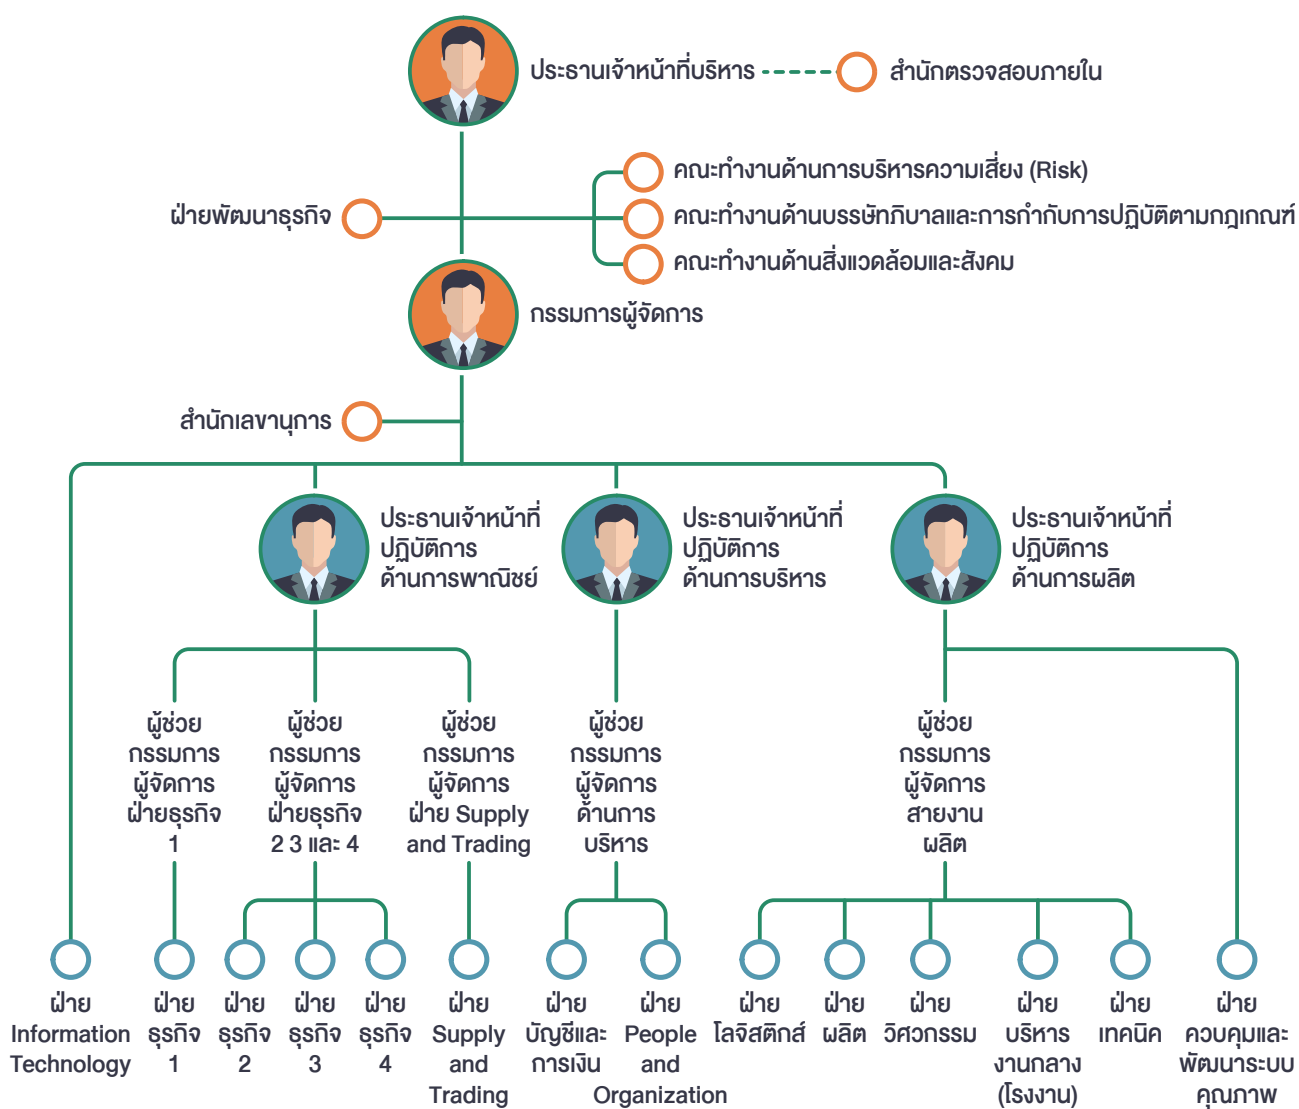 ประธานเจ้าหน้าที่บริหาร
สำนักตรวจสอบภายใน
คณะทำงานด้านการบริหารความเสี่ยง (Risk)
ฝ่ายพัฒนาธุรกิจ
คณะทำงานด้านบรรษัทภิบาลและการกำกับการปฏิบัติตามกฎเกณฑ์
คณะทำงานด้านสิ่งแวดล้อมและสังคม
กรรมการผู้จัดการ
สำนักเลขานุการ
ประธานเจ้าหน้าที่
ปฏิบัติการ
ด้านการพาณิชย์
ประธานเจ้าหน้าที่
ปฏิบัติการ
ด้านการบริหาร
ประธานเจ้าหน้าที่
ปฏิบัติการ
ด้านการผลิต
ผู้ช่วย
กรรมการ
ผู้จัดการ
ฝ่ายธุรกิจ
1
ผู้ช่วย
กรรมการ
ผู้จัดการ
ฝ่ายธุรกิจ
2 3 และ 4
ผู้ช่วย
กรรมการ
ผู้จัดการ
ฝ่าย Supply
and Trading
ผู้ช่วย
กรรมการ
ผู้จัดการ
ด้านการ
บริหาร
ผู้ช่วย
กรรมการ
ผู้จัดการ
สายงาน
ผลิต
ฝ่าย
Information
Technology
ฝ่าย
ธุรกิจ
1
ฝ่าย
ธุรกิจ
2
ฝ่าย
ธุรกิจ
3
ฝ่าย
ธุรกิจ
4
ฝ่าย
Supply
and
Trading
ฝ่าย
บัญชีและ
การเงิน
ฝ่าย
People
and
Organization
ฝ่าย
โลจิสติกส์
ฝ่าย
ผลิต
ฝ่าย
วิศวกรรม
ฝ่าย
บริหาร
งานกลาง
(โรงงาน)
ฝ่าย
เทคนิค
ฝ่าย
ควบคุมและ
พัฒนาระบบ
คุณภาพ